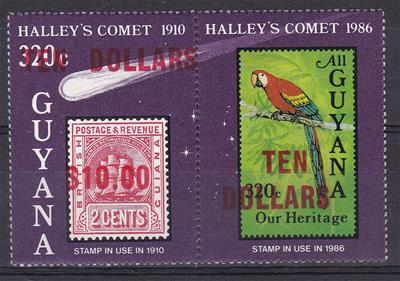 HALLEY'S COMET 1910
320c
TEN DOLLARS
GUYANA
POSTAGE & REVENUE
BRITISH
GUIANA
$10.00
2 CENTS
STAMP IN USE IN 1910
HALLEY'S COMET 1986
All
GUYANA
TEN
DOLLARS
320c
Our Heritage
STAMP IN USE IN 1986